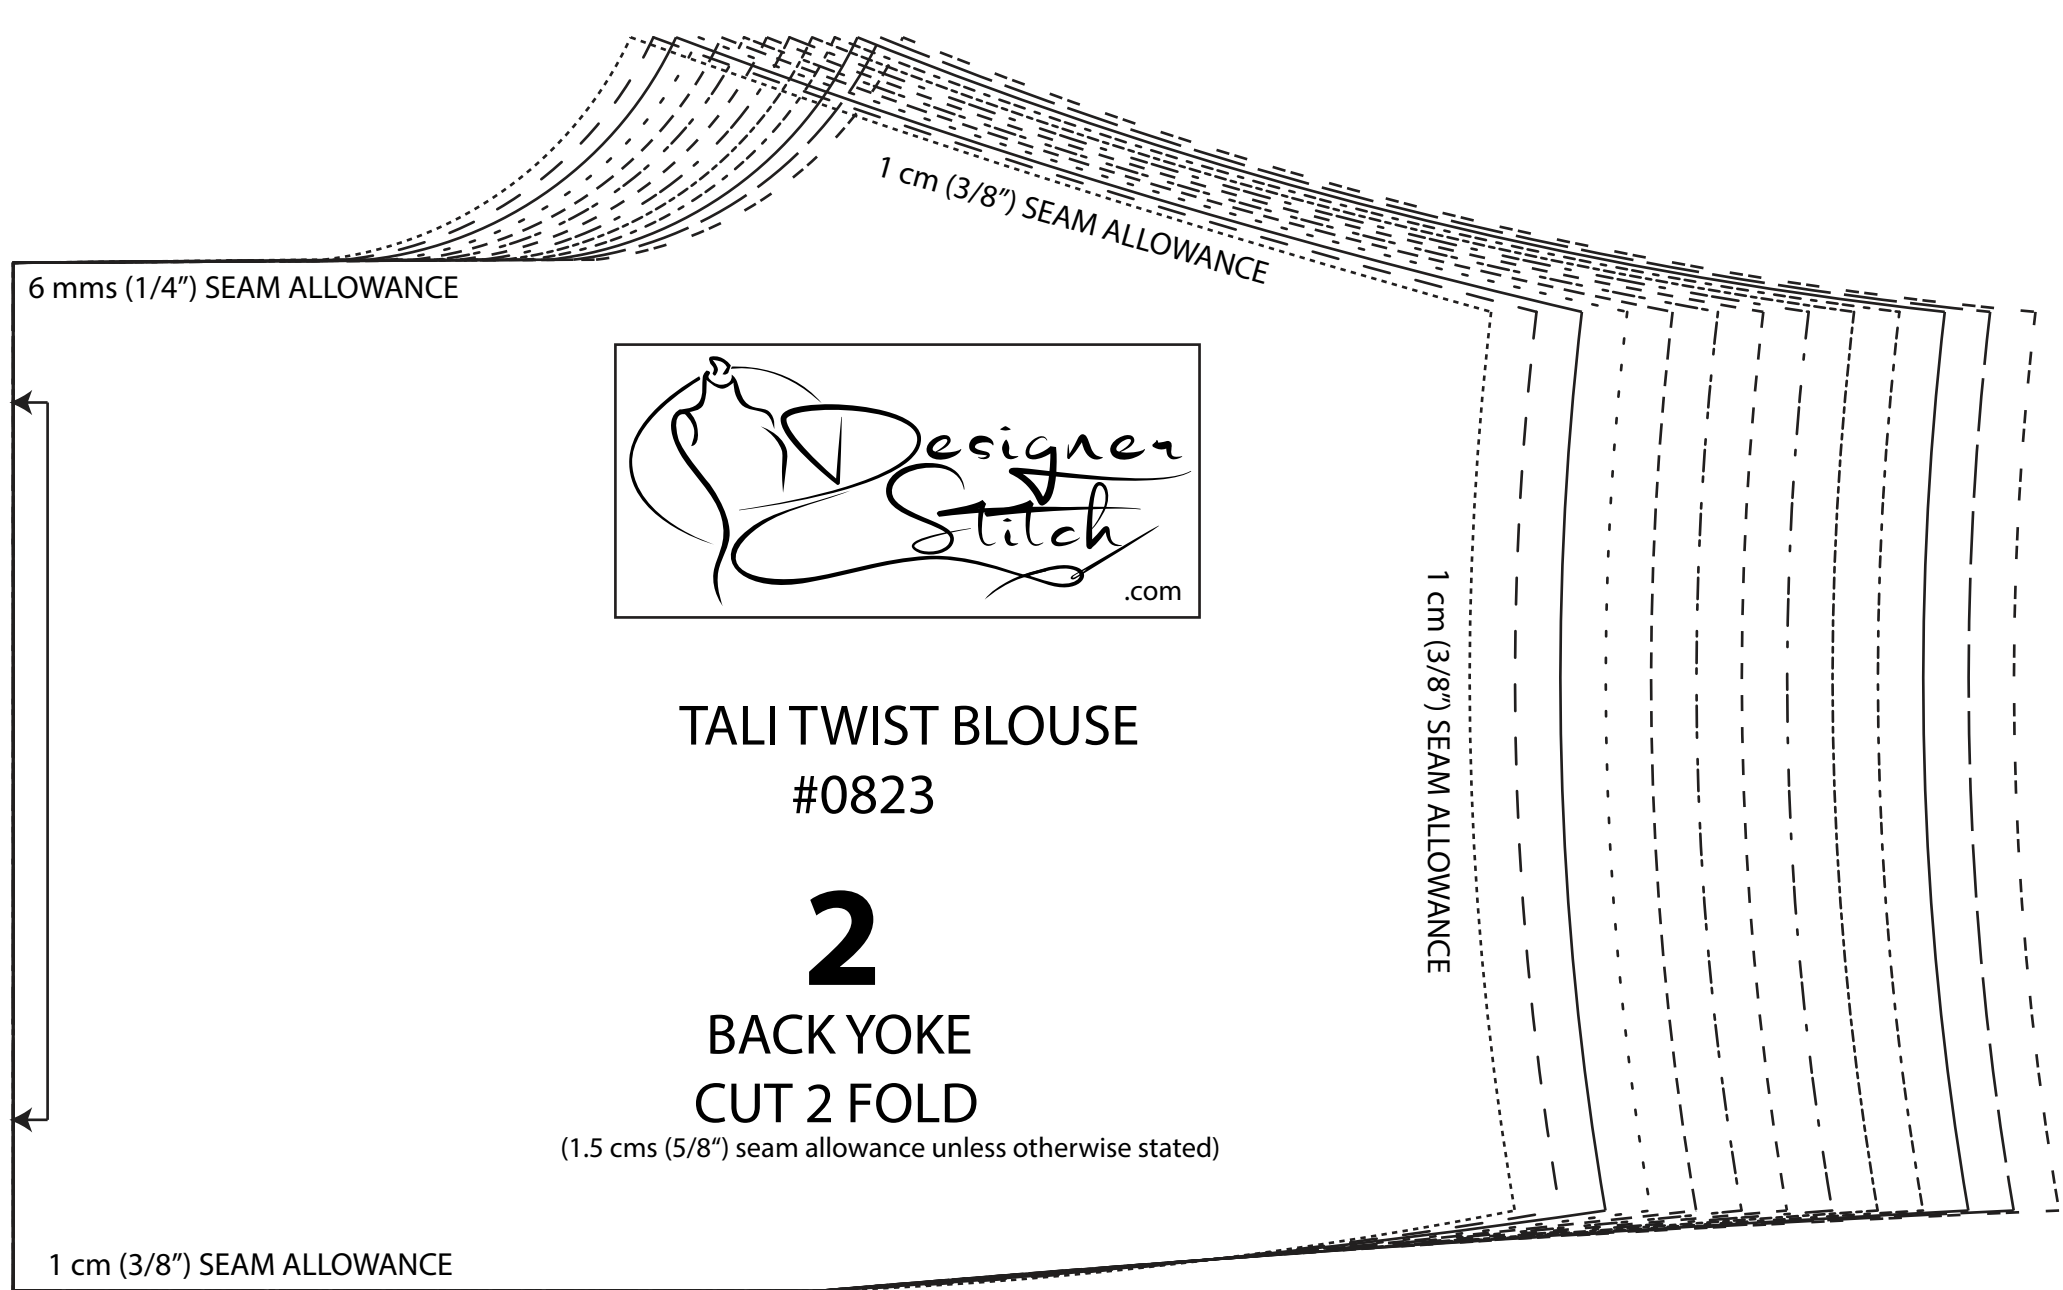 1 cm (3/8”) SEAM ALLOWANCE
6 mms (1/4”) SEAM ALLOWANCE
Designer
Stitch
.com
1 cm (3/8”) SEAM ALLOWANCE
TALI TWIST BLOUSE
#0823
2
BACK YOKE
CUT 2 FOLD
(1.5 cms (5/8“) seam allowance unless otherwise stated)
1 cm (3/8”) SEAM ALLOWANCE